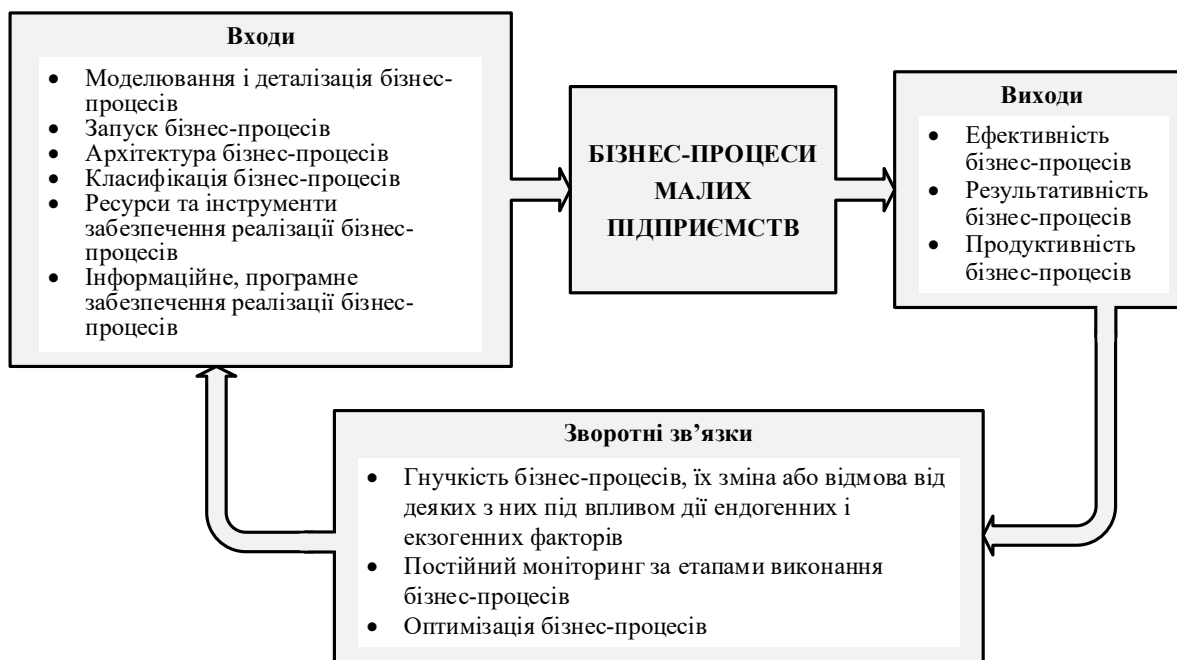 Входи
• Моделювання і деталізація бізнес-
процесів
• Запуск бізнес-процесів
• Архітектура бізнес-процесів
• Класифікація бізнес-процесів
• Ресурси та інструменти
забезпечення реалізації бізнес-
процесів
• Інформаційне, програмне
забезпечення реалізації бізнес-
процесів
БІЗНЕС-ПРОЦЕСИ
МАЛИХ
ПІДПРИЄМСТВ
Виходи
• Ефективність
бізнес-процесів
• Результативність
бізнес-процесів
• Продуктивність
бізнес-процесів
Зворотні зв’язки
• Гнучкість бізнес-процесів, їх зміна або відмова від
деяких з них під впливом дії ендогенних і
екзогенних факторів
• Постійний моніторинг за етапами виконання
бізнес-процесів
• Оптимізація бізнес-процесів